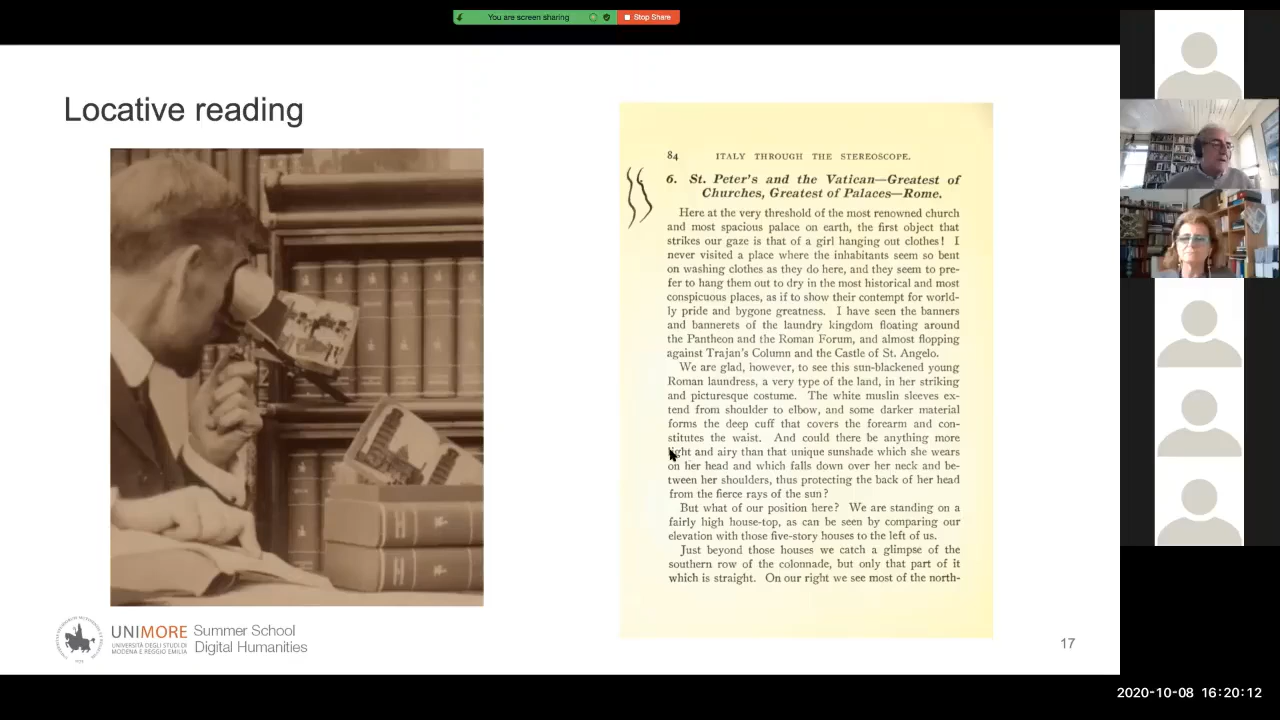 You are screen sharing
Stop Share
Locative reading
84 ITALY THROUGH THE STEREOSCOPE.
6. St. Peter's and the Vatican—Greatest of
Churches, Greatest of Palaces—Rome.
Here at the very threshold of the most renowned church
and most spacious palace on earth, the first object that
strikes our gaze is that of a girl hanging out clothes! I
never visited a place where the inhabitants seem so bent
on washing clothes as they do here, and they seem to pre-
fer to hang them out to dry in the most historical and most
conspicuous places, as if to show their contempt for world-
ly pride and bygone greatness. I have seen the banners
and bannerets of the laundry kingdom floating around
the Pantheon and the Roman Forum, and almost flopping
against Trajan's Column and the Castle of St. Angelo.
We are glad, however, to see this sun-blackened young
Roman laundress, a very type of the land, in her striking
and picturesque costume. The white muslin sleeves ex-
tend from shoulder to elbow, and some darker material
forms the deep cuff that covers the forearm and con-
stitutes the waist. And could there be anything more
light and airy than that unique sunshade which she wears
on her head and which falls down over her neck and be-
tween her shoulders, thus protecting the back of her head
from the fierce rays of the sun?
But what of our position here? We are standing on a
fairly high house-top, as can be seen by comparing our
elevation with those five-story houses to the left of us.
Just beyond those houses we catch a glimpse of the
southern row of the colonnade, but only that part of it
which is straight. On our right we see most of the north-
UNIMORE
UNIVERSITÀ DEGLI STUDI DI
MODENA E REGGIO EMILIA
Summer School
Digital Humanities
17
2020-10-08 16:20:12